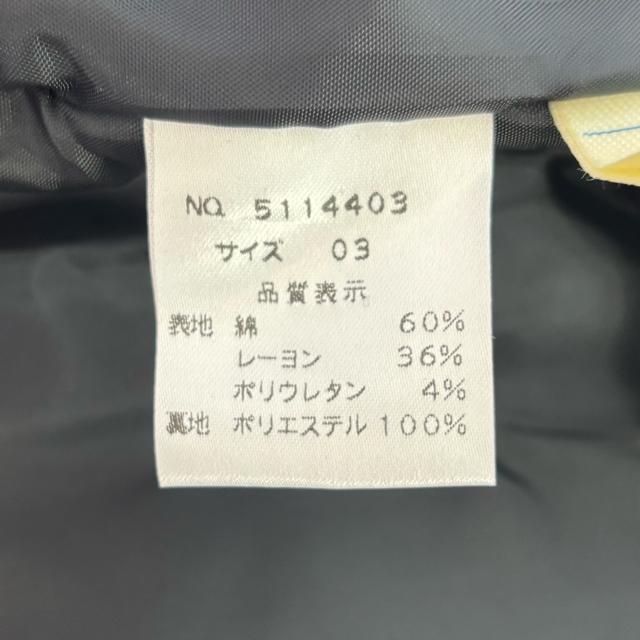 NO. 5114403
サイズ 03
品質表示
表地 綿 60%
レーヨン 36%
ポリウレタン 4%
裏地 ポリエステル 100%